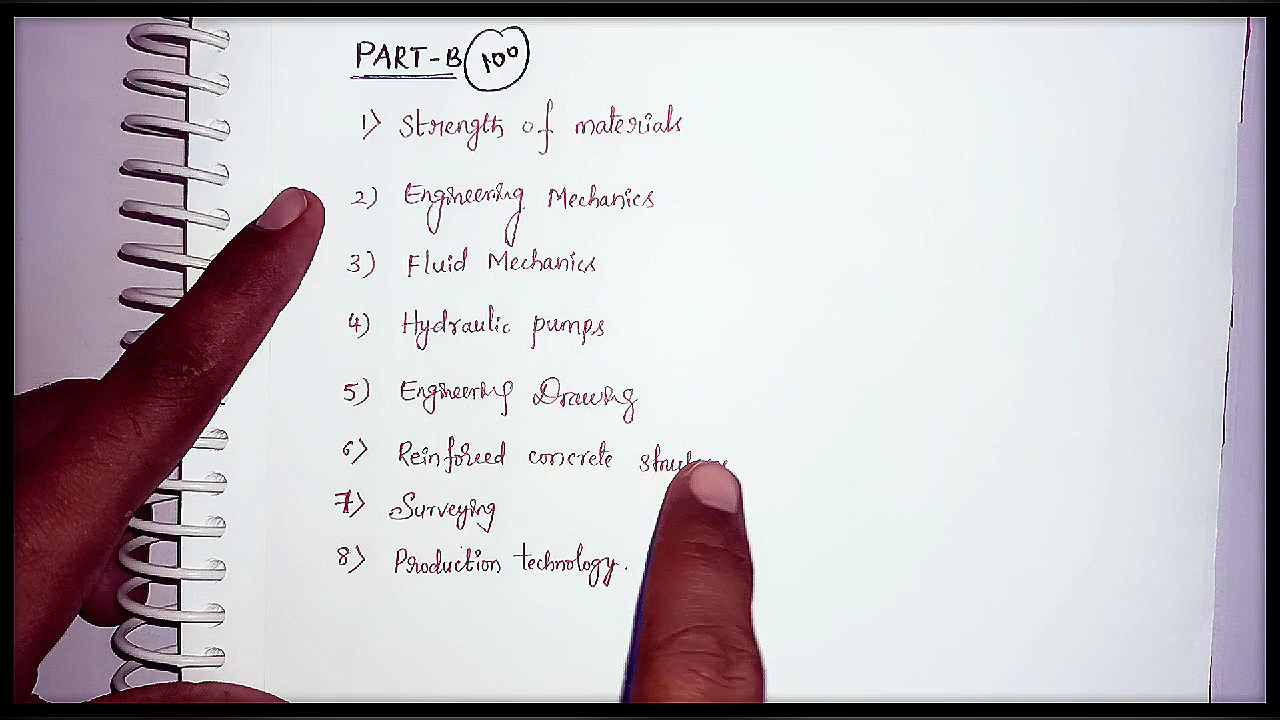 PART-B 100
1) Strength of materials
2) Engineering Mechanics
3) Fluid Mechanics
4) Hydraulic pumps
5) Engineering Drawing
6) Reinforced concrete
7) Surveying
8) Production technology.